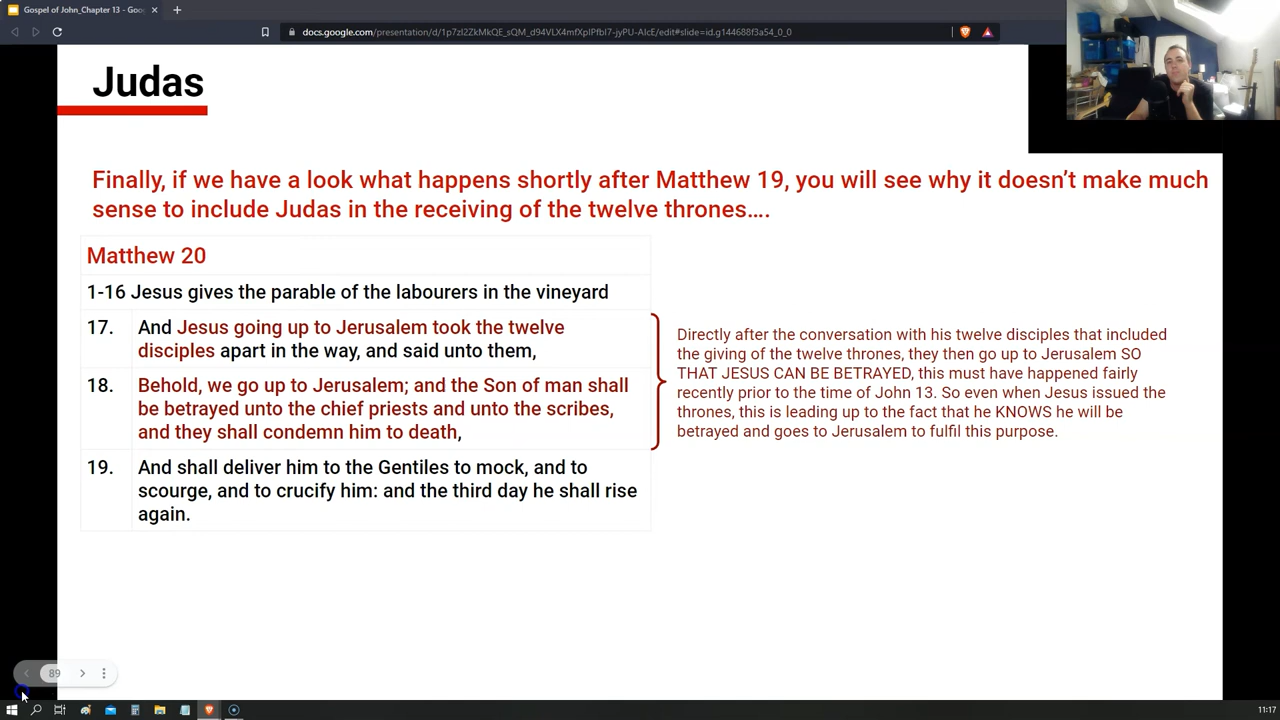 Gospel of John_Chapter 13 - Goo
docs.google.com/presentation/d/1p7zl2ZkMkQE_sQM_d94VLX4mfXpIPfbI7-jyPU-AIcE/edit#slide=id.g144688f3a54_0_0
Judas
Finally, if we have a look what happens shortly after Matthew 19, you will see why it doesn't make much
sense to include Judas in the receiving of the twelve thrones....
Matthew 20
1-16 Jesus gives the parable of the labourers in the vineyard
17. And Jesus going up to Jerusalem took the twelve
disciples apart in the way, and said unto them,
18. Behold, we go up to Jerusalem; and the Son of man shall
be betrayed unto the chief priests and unto the scribes,
and they shall condemn him to death,
19. And shall deliver him to the Gentiles to mock, and to
scourge, and to crucify him: and the third day he shall rise
again.
Directly after the conversation with his twelve disciples that included
the giving of the twelve thrones, they then go up to Jerusalem SO
THAT JESUS CAN BE BETRAYED, this must have happened fairly
recently prior to the time of John 13. So even when Jesus issued the
thrones, this is leading up to the fact that he KNOWS he will be
betrayed and goes to Jerusalem to fulfil this purpose.
89
11:17